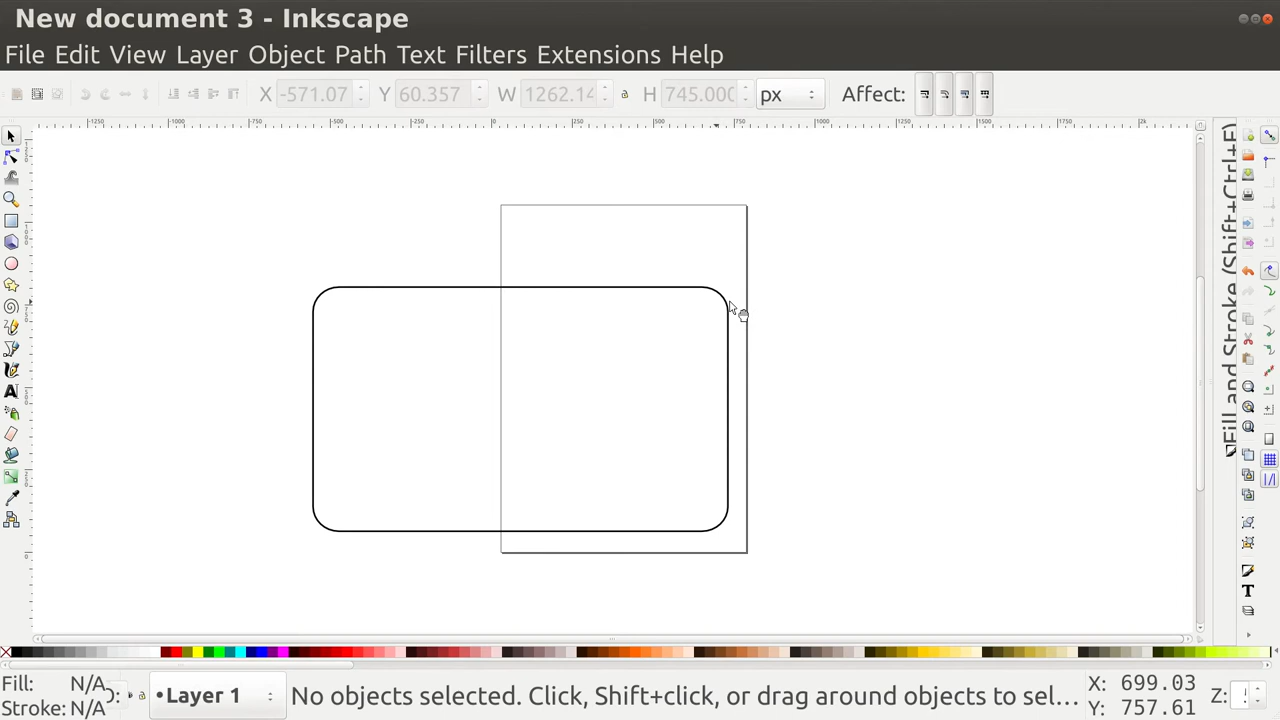 New document 3 - Inkscape
File Edit View Layer Object Path Text Filters Extensions Help
X -571.07 Y 60.357 W 1262.14 H 745.000 px Affect:
Fill and Stroke (Shift+Ctrl+F)
Fill: N/A
Stroke: N/A
Layer 1
No objects selected. Click, Shift+click, or drag around objects to sel...
X: 699.03
Y: 757.61
Z: